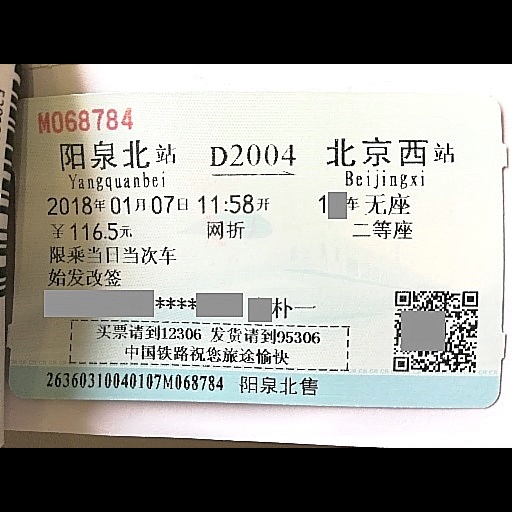 M068784
阳泉北站 D2004 北京西站
Yangquanbei Beijingxi
2018年01月07日 11:58开 1 车 无座
￥116.5元 网折 二等座
限乘当日当次车
始发改签
**** 朴一
买票请到12306 发货请到95306
中国铁路祝您旅途愉快
26360310040107M068784 阳泉北售